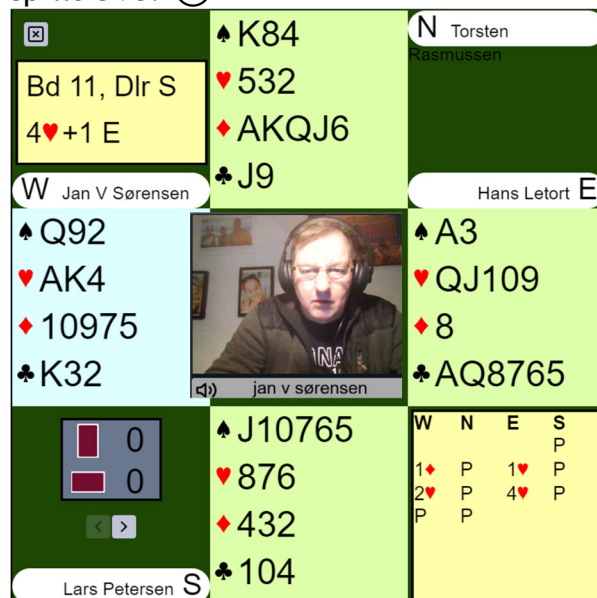 ♠ K84
N Torsten
Rasmussen
♥ 532
Bd 11, Dlr S
4♥+1 E
♦ AKQJ6
♣ J9
W Jan V Sørensen
Hans Letort E
♠ Q92
♥ AK4
♦ 10975
♣ K32
♠ A3
♥ QJ109
♦ 8
♣ AQ8765
jan v sørensen
0
0
< >
♠ J10765
♥ 876
♦ 432
♣ 104
W N E S
P
1♦ P 1♥ P
2♥ P 4♥ P
P P
Lars Petersen S